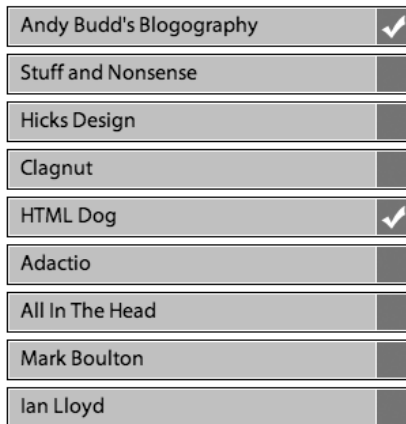 Andy Budd's Blogography
Stuff and Nonsense
Hicks Design
Clagnut
HTML Dog
Adactio
All In The Head
Mark Boulton
Ian Lloyd